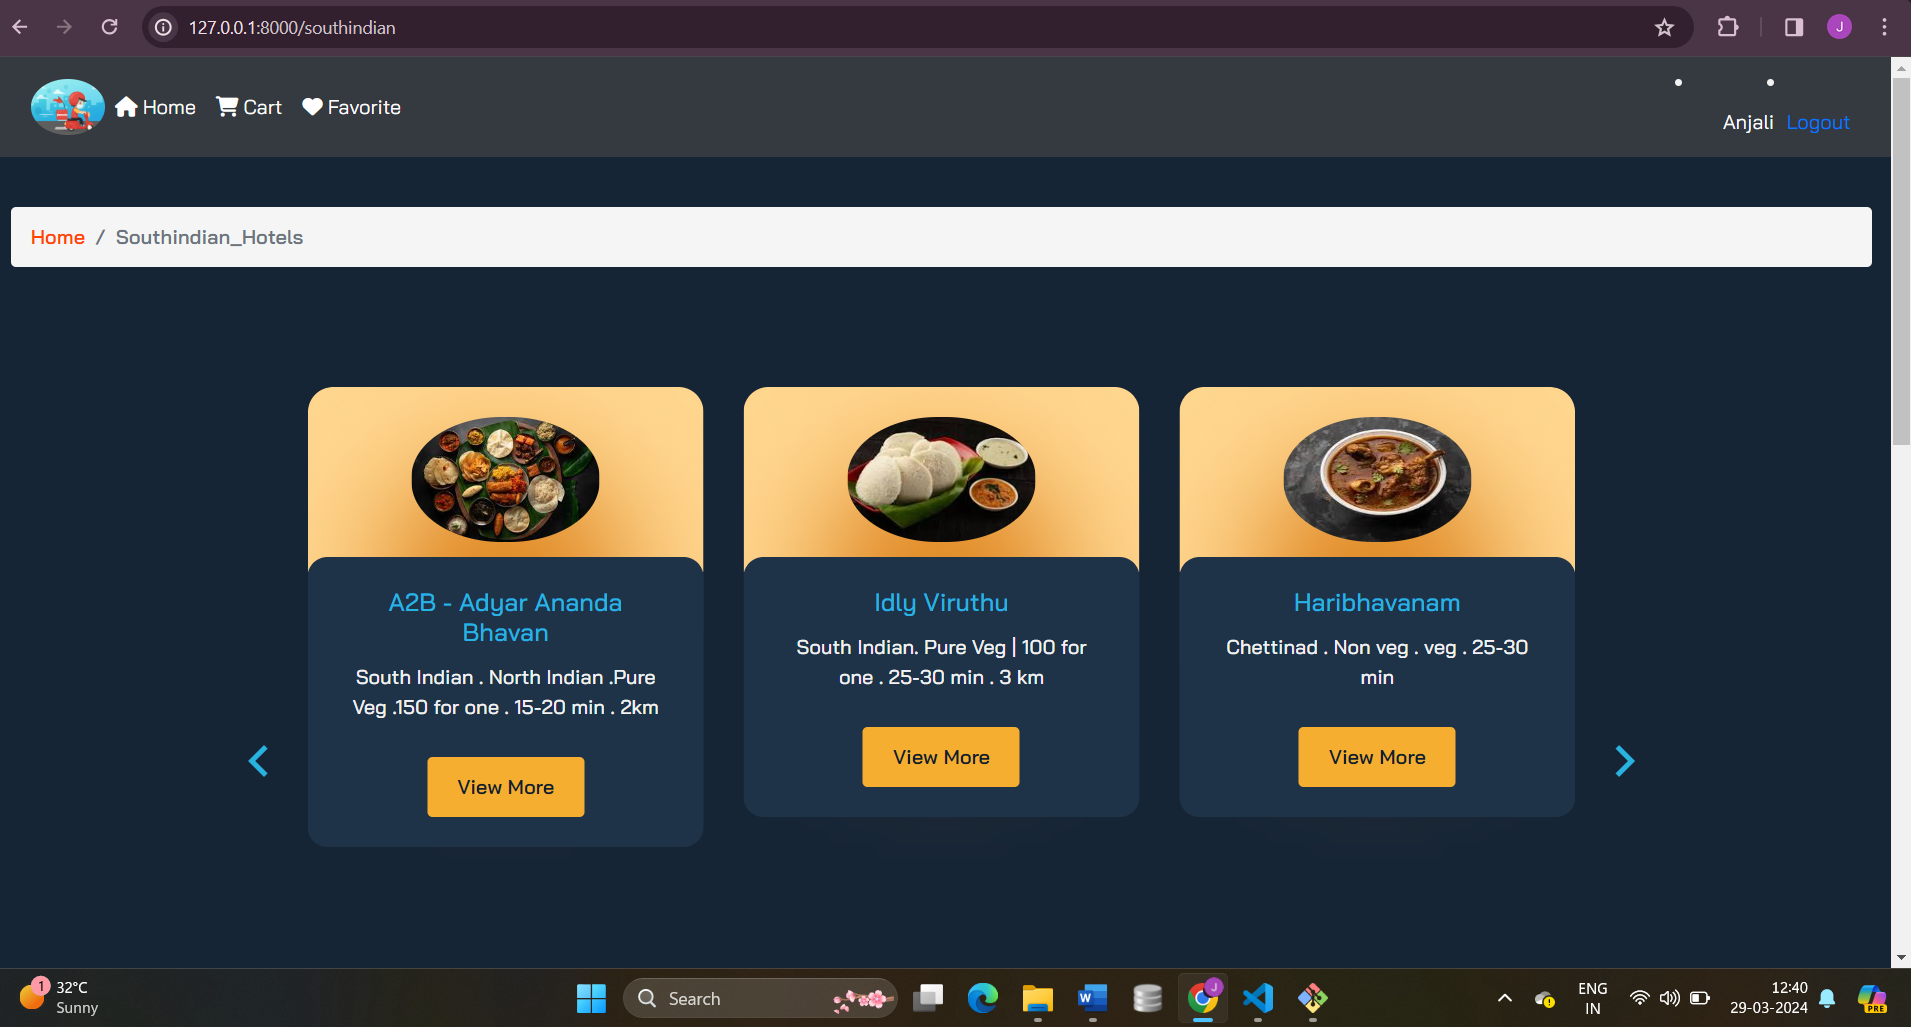 127.0.0.1:8000/southindian
J
Home Cart Favorite
Anjali Logout
Home / Southindian_Hotels
A2B - Adyar Ananda
Bhavan
South Indian . North Indian .Pure
Veg .150 for one . 15-20 min . 2km
View More
Idly Viruthu
South Indian. Pure Veg | 100 for
one . 25-30 min . 3 km
View More
Haribhavanam
Chettinad . Non veg . veg . 25-30
min
View More
1
32°C
Sunny
Search
W
J
ENG
IN
12:40
29-03-2024
PRE